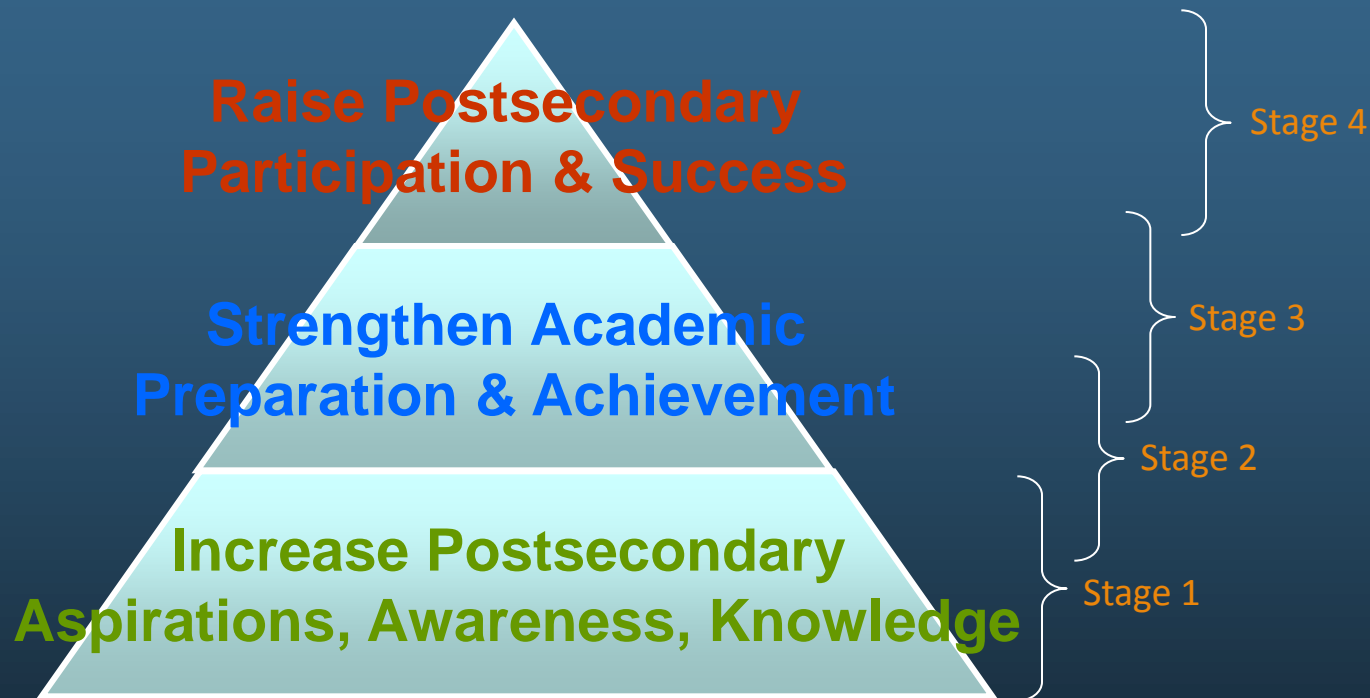 Raise Postsecondary
Participation & Success
Stage 4
Strengthen Academic
Preparation & Achievement
Stage 3
Stage 2
Increase Postsecondary
Aspirations, Awareness, Knowledge
Stage 1